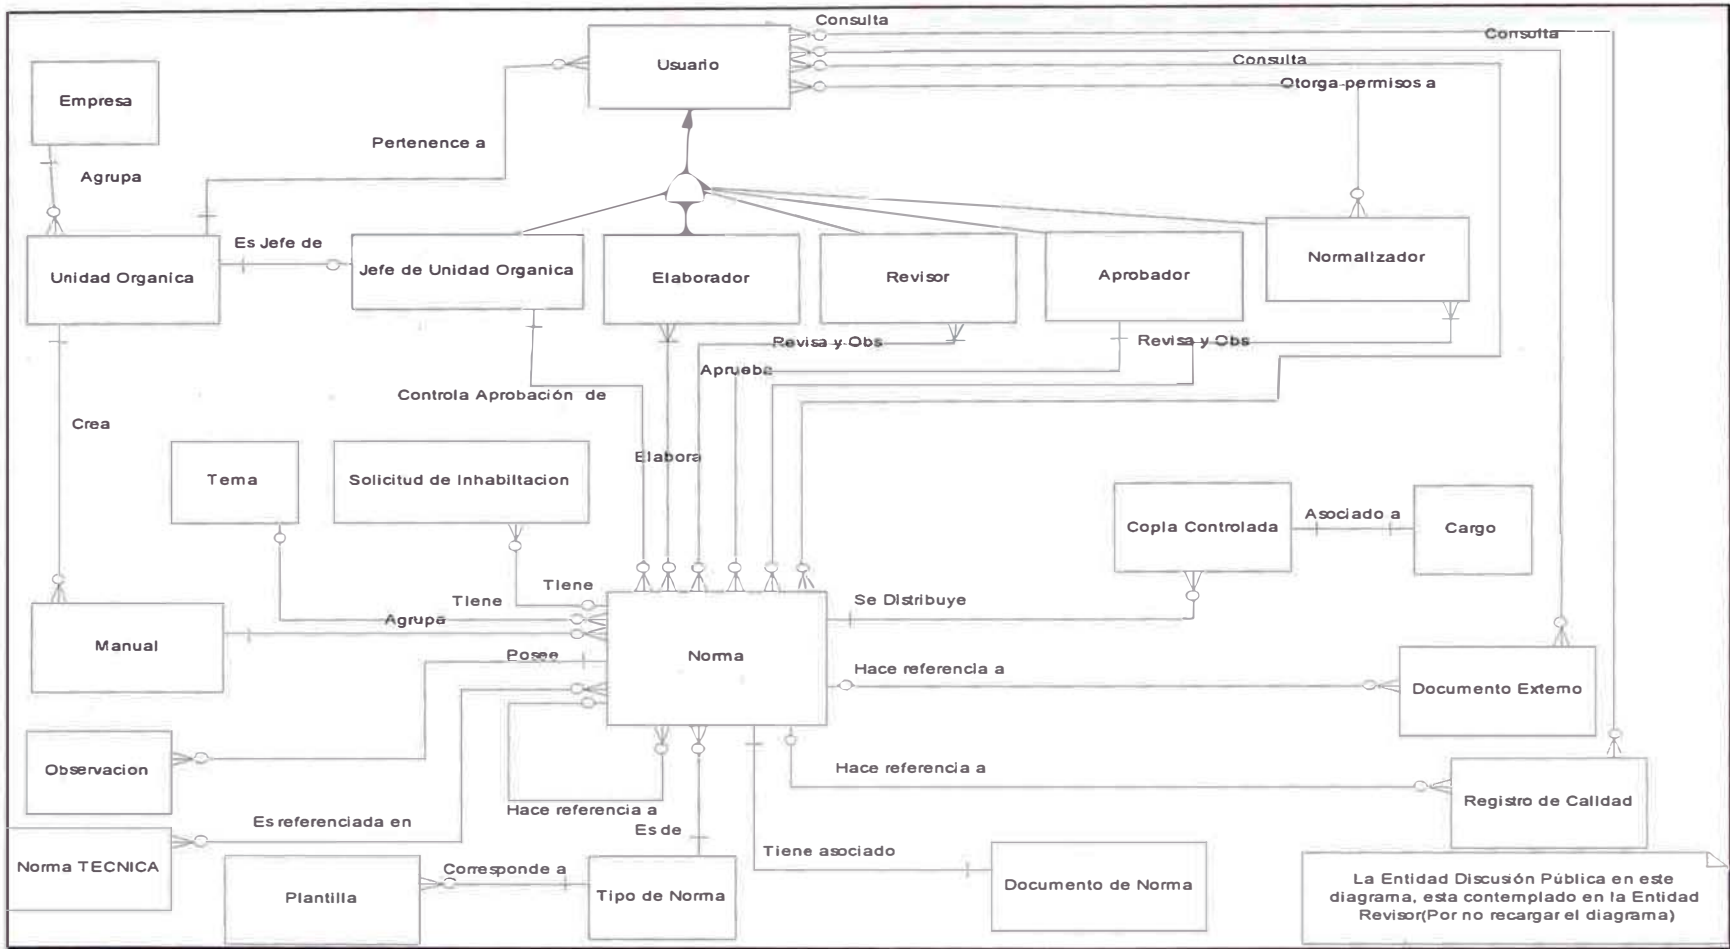 Consulta
Consulta
Usuario
Consulta
Otorga permisos a
Empresa
Pertenence a
Agrupa
Es Jefe de
Unidad Organica
Jefe de Unidad Organica
Elaborador
Revisor
Aprobador
Normalizador
Revisa y Obs
Revisa y Obs
Aprueba
Controla Aprobación de
Crea
Elabora
Tema
Solicitud de Inhabiltacion
Copia Controlada
Asociado a
Cargo
Tiene
Tiene
Se Distribuye
Agrupa
Manual
Posee
Norma
Hace referencia a
Documento Externo
Observacion
Hace referencia a
Registro de Calidad
Hace referencia a
Es referenciada en
Es de
Norma TECNICA
Corresponde a
Tiene asociado
Plantilla
Tipo de Norma
Documento de Norma
La Entidad Discusión Pública en este
diagrama, esta contemplado en la Entidad
Revisor(Por no recargar el diagrama)